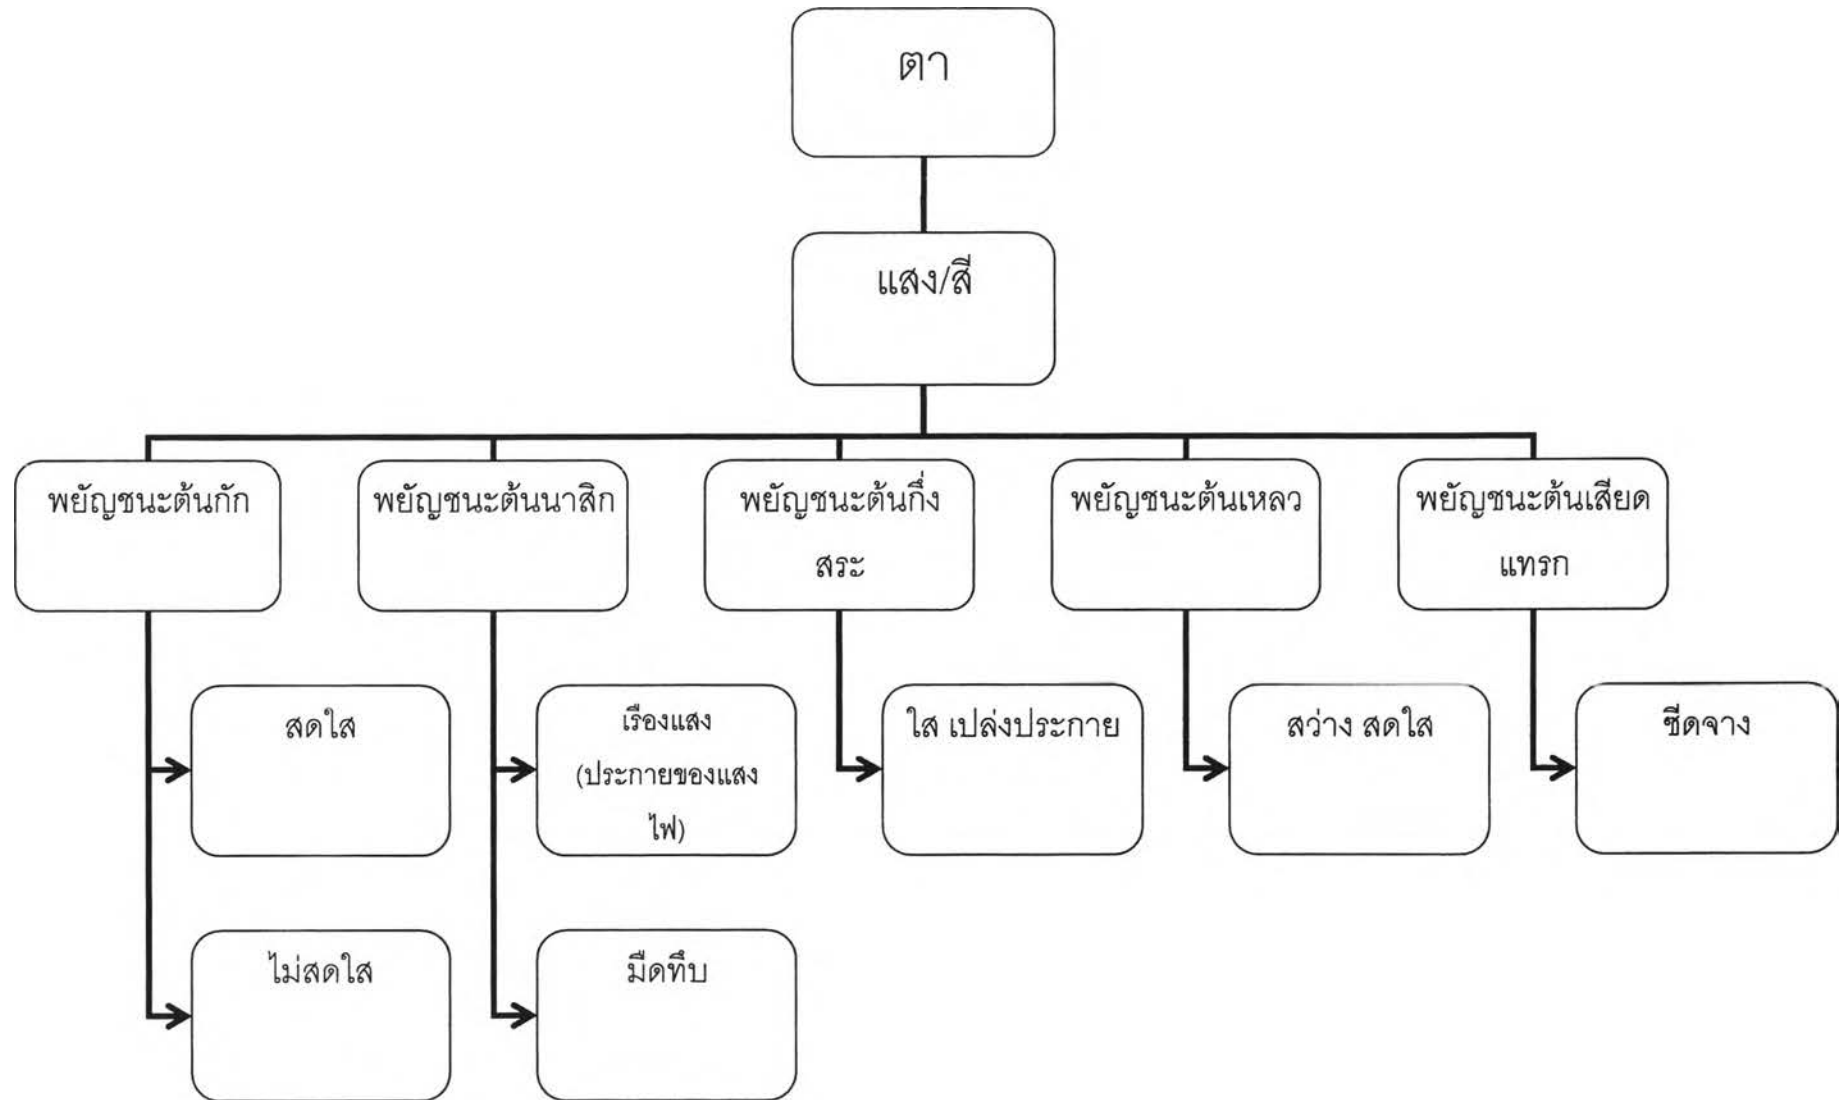 ตา
แสง/สี
พยัญชนะต้นกัก
พยัญชนะต้นนาสิก
พยัญชนะต้นกึ่ง
สระ
พยัญชนะต้นเหลว
พยัญชนะต้นเสียด
แทรก
สดใส
เรืองแสง
(ประกายของแสง
ไฟ)
ใส เปล่งประกาย
สว่าง สดใส
ซีดจาง
ไม่สดใส
มืดทึบ